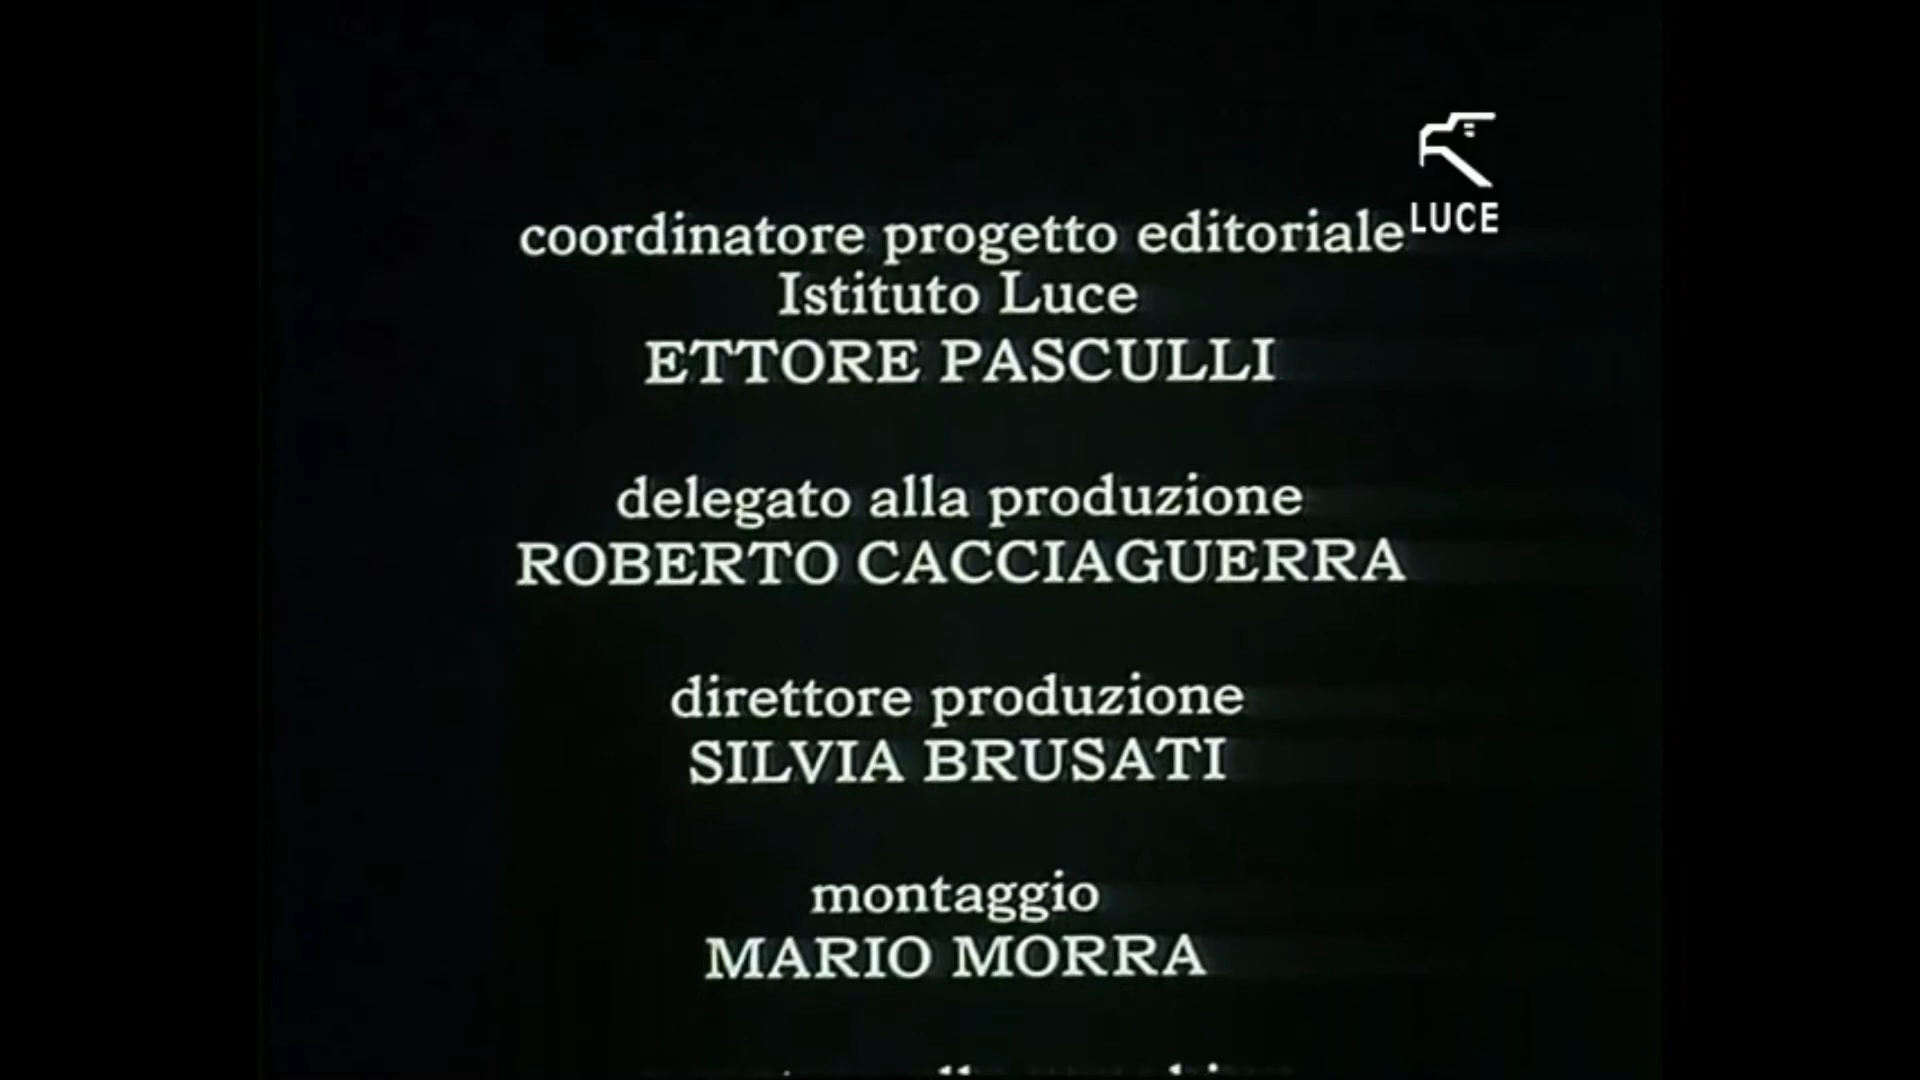 LUCE
coordinatore progetto editoriale
Istituto Luce
ETTORE PASCULLI
delegato alla produzione
ROBERTO CACCIAGUERRA
direttore produzione
SILVIA BRUSATI
montaggio
MARIO MORRA